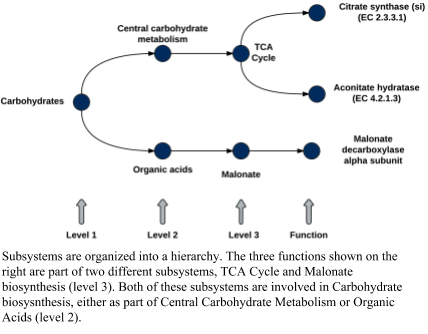 Citrate synthase (si)
(EC 2.3.3.1)
Central carbohydrate
metabolism
TCA
Cycle
Carbohydrates
Aconitate hydratase
(EC 4.2.1.3)
Malonate
decarboxylase
alpha subunit
Organic acids
Malonate
Level 1
Level 2
Level 3
Function
Subsystems are organized into a hierarchy. The three functions shown on the
right are part of two different subsystems, TCA Cycle and Malonate
biosynthesis (level 3). Both of these subsystems are involved in Carbohydrate
biosynsthesis, either as part of Central Carbohydrate Metabolism or Organic
Acids (level 2).